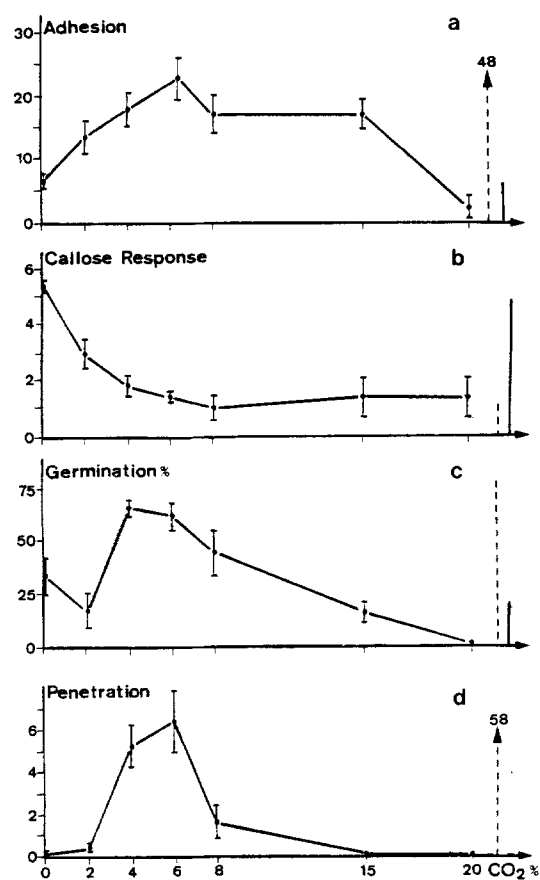 Adhesion
a
30
48
20
10
0
Callose Response
b
6
4
2
0
Germination %
c
75
50
25
0
Penetration
d
58
6
4
2
0
0 2 4 6 8 15 20 CO₂ %